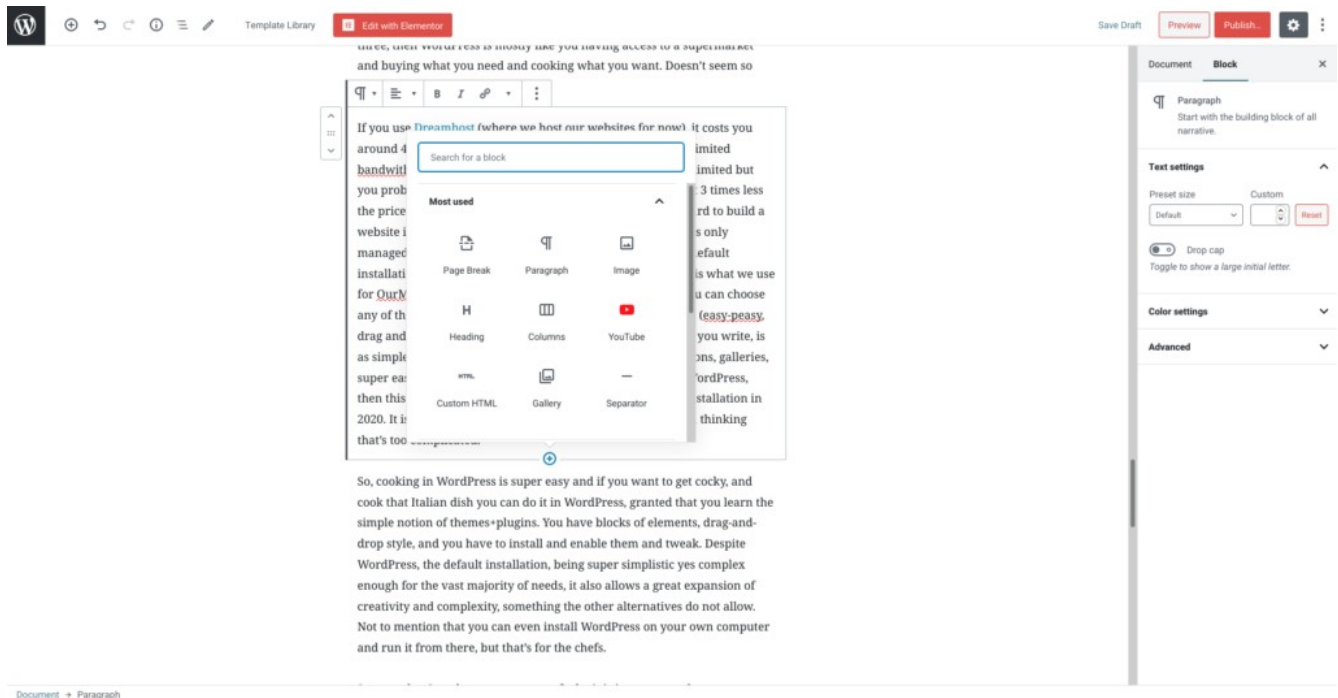 Template Library
Edit with Elementor
Save Draft
Preview
Publish...
and buying what you need and cooking what you want. Doesn't seem so
B I
If you use Dreamhost (where we host our websites for now), it costs you
around 4 imited
bandwitl imited but
you prob 3 times less
the price rd to build a
website i s only
managed efault
installati is what we use
for OurM u can choose
any of th (easy-peasy,
drag and you write, is
as simple ons, galleries,
super eas ordPress,
then this stallation in
2020. It is thinking
that's too
Search for a block
Most used
Page Break
Paragraph
Image
H
Heading
Columns
YouTube
HTML
Custom HTML
Gallery
Separator
So, cooking in WordPress is super easy and if you want to get cocky, and
cook that Italian dish you can do it in WordPress, granted that you learn the
simple notion of themes+plugins. You have blocks of elements, drag-and-
drop style, and you have to install and enable them and tweak. Despite
WordPress, the default installation, being super simplistic yes complex
enough for the vast majority of needs, it also allows a great expansion of
creativity and complexity, something the other alternatives do not allow.
Not to mention that you can even install WordPress on your own computer
and run it from there, but that's for the chefs.
Document
Block
Paragraph
Start with the building block of all
narrative.
Text settings
Preset size
Custom
Default
Reset
Drop cap
Toggle to show a large initial letter.
Color settings
Advanced
Document → Paragraph